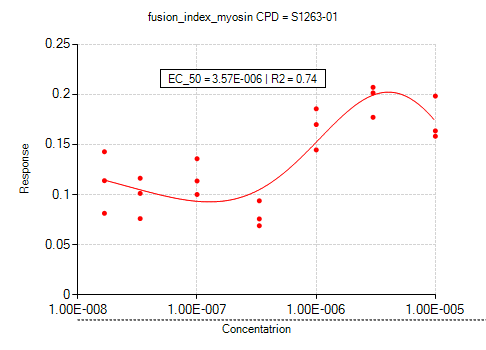 fusion_index_myosin CPD = S1263-01
0.25
EC_50 = 3.57E-006 | R2 = 0.74
0.2
0.15
Response
0.1
0.05
0
1.00E-008 1.00E-007 1.00E-006 1.00E-005
Concentatrion